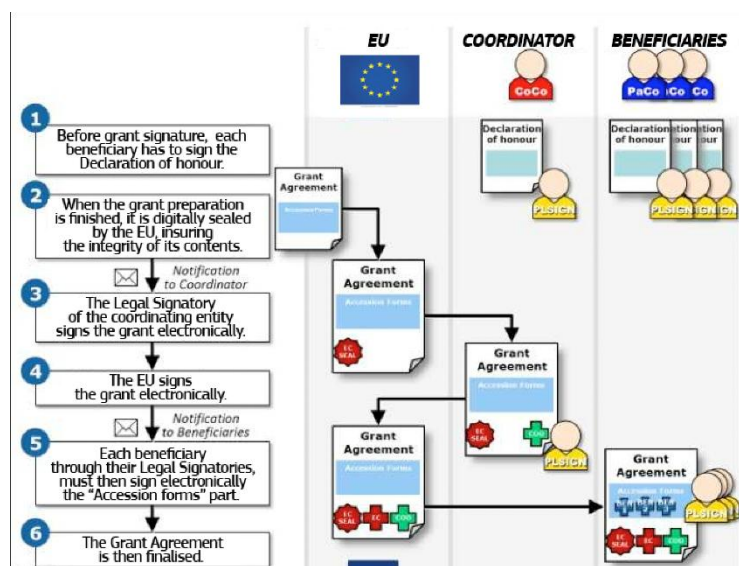 EU
COORDINATOR
BENEFICIARIES
CoCo
PaCo
aCo
Co
1
Before grant signature, each
beneficiary has to sign the
Declaration of honour.
Declaration
of honour
PLSIGN
Declaration
of honour
PLSIGN
2
When the grant preparation
is finished, it is digitally sealed
by the EU, insuring
the integrity of its contents.
Grant
Agreement
Accession Forms
Notification
to Coordinator
3
The Legal Signatory
of the coordinating entity
signs the grant electronically.
Grant
Agreement
Accession Forms
EC
SEAL
4
The EU signs
the grant electronically.
Grant
Agreement
Accession Forms
EC
SEAL
COO
PLSIGN
Notification
to Beneficiaries
5
Each beneficiary
through their Legal Signatories,
must then sign electronically
the “Accession forms” part.
Grant
Agreement
Accession Forms
EC
SEAL
EC
COO
Grant
Agreement
Accession Forms
PLSIGN
EC
SEAL
EC
COO
6
The Grant Agreement
is then finalised.